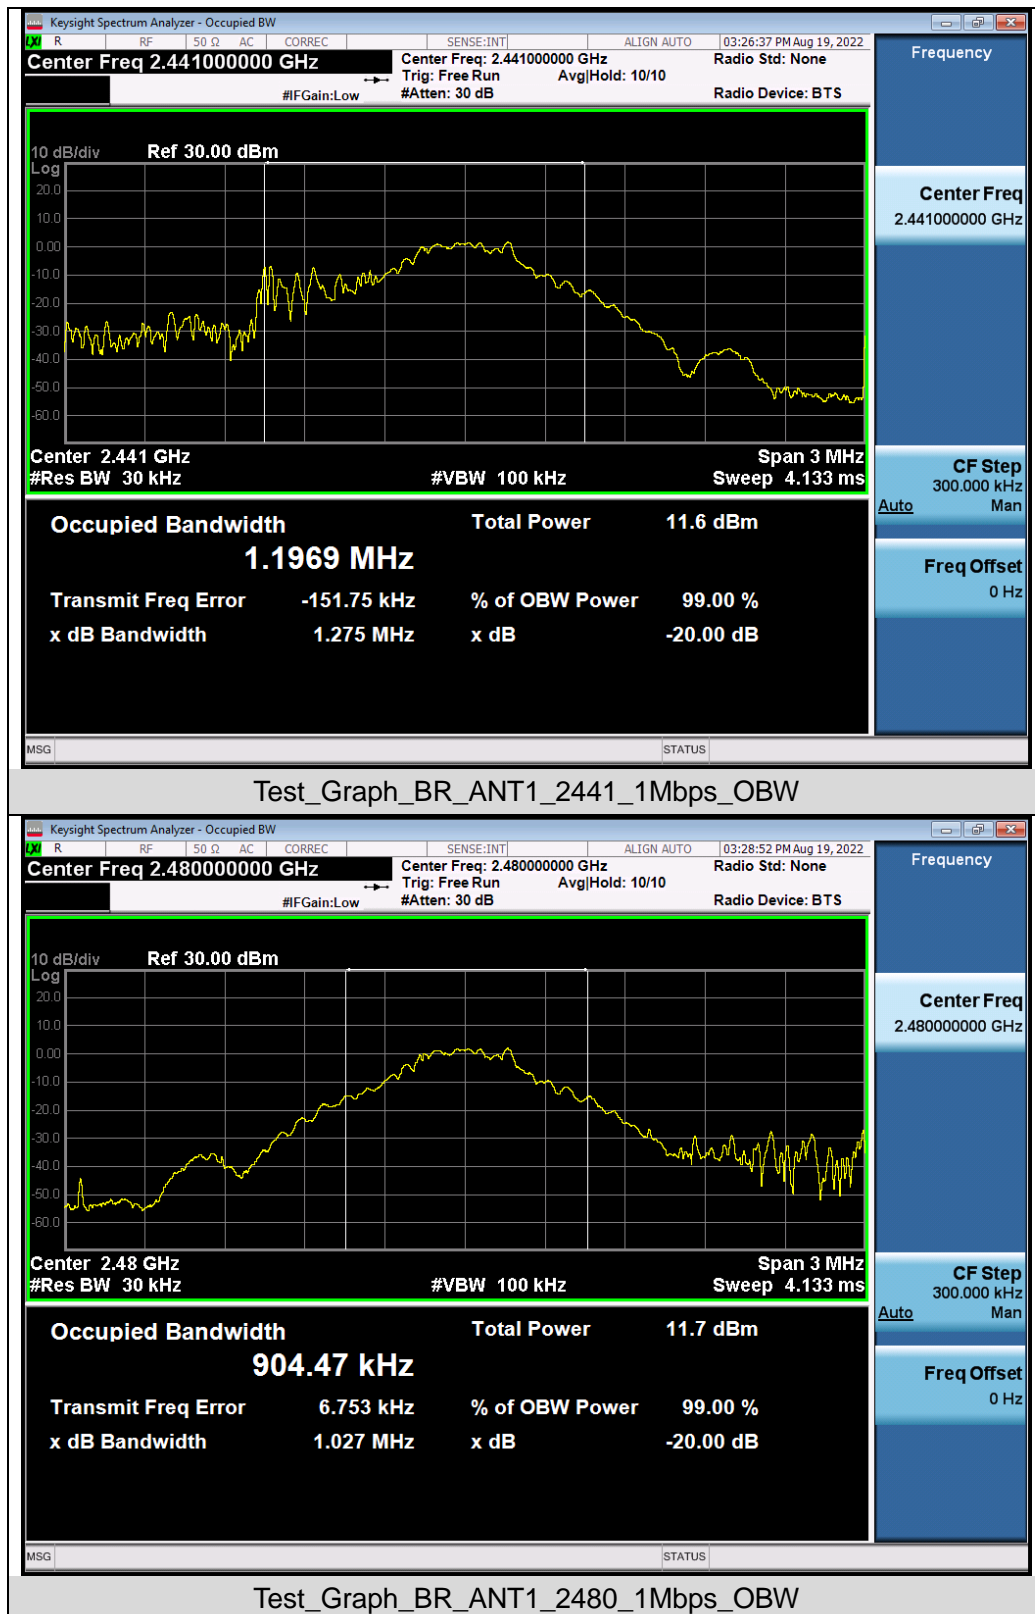 Keysight Spectrum Analyzer - Occupied BW
LXI R RF 50 Ω AC CORREC SENSE:INT ALIGN AUTO 03:26:37 PM Aug 19, 2022
Center Freq 2.441000000 GHz
Center Freq: 2.441000000 GHz
Radio Std: None
Trig: Free Run Avg|Hold: 10/10
#IFGain:Low
#Atten: 30 dB
Radio Device: BTS
Frequency
10 dB/div Ref 30.00 dBm
Log
20.0
10.0
0.00
-10.0
-20.0
-30.0
-40.0
-50.0
-60.0
Center 2.441 GHz Span 3 MHz
#Res BW 30 kHz #VBW 100 kHz Sweep 4.133 ms
Center Freq
2.441000000 GHz
CF Step
300.000 kHz
Auto Man
Freq Offset
0 Hz
Occupied Bandwidth Total Power 11.6 dBm
1.1969 MHz
Transmit Freq Error -151.75 kHz % of OBW Power 99.00 %
x dB Bandwidth 1.275 MHz x dB -20.00 dB
MSG STATUS
Test_Graph_BR_ANT1_2441_1Mbps_OBW
Keysight Spectrum Analyzer - Occupied BW
LXI R RF 50 Ω AC CORREC SENSE:INT ALIGN AUTO 03:28:52 PM Aug 19, 2022
Center Freq 2.480000000 GHz
Center Freq: 2.480000000 GHz
Radio Std: None
Trig: Free Run Avg|Hold: 10/10
#IFGain:Low
#Atten: 30 dB
Radio Device: BTS
Frequency
10 dB/div Ref 30.00 dBm
Log
20.0
10.0
0.00
-10.0
-20.0
-30.0
-40.0
-50.0
-60.0
Center 2.48 GHz Span 3 MHz
#Res BW 30 kHz #VBW 100 kHz Sweep 4.133 ms
Center Freq
2.480000000 GHz
CF Step
300.000 kHz
Auto Man
Freq Offset
0 Hz
Occupied Bandwidth Total Power 11.7 dBm
904.47 kHz
Transmit Freq Error 6.753 kHz % of OBW Power 99.00 %
x dB Bandwidth 1.027 MHz x dB -20.00 dB
MSG STATUS
Test_Graph_BR_ANT1_2480_1Mbps_OBW